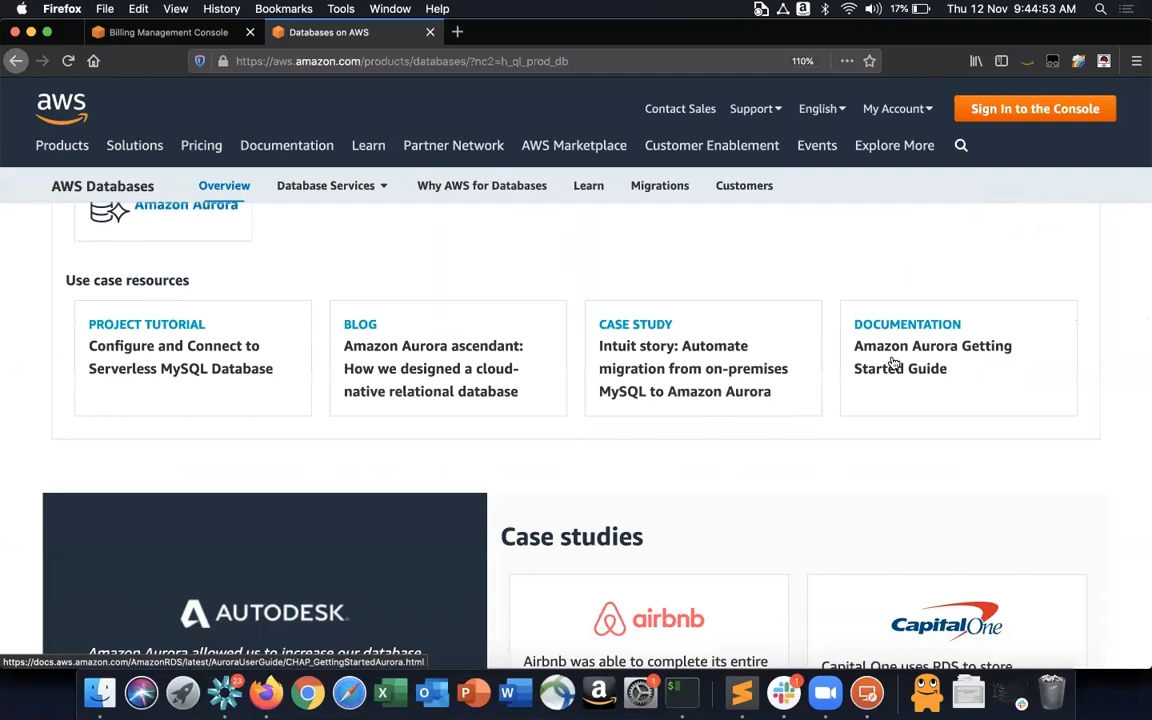 Firefox File Edit View History Bookmarks Tools Window Help 17% Thu 12 Nov 9:44:53 AM
Billing Management Console
Databases on AWS
https://aws.amazon.com/products/databases/?nc2=h_ql_prod_db 110%
aws
Contact Sales Support English My Account Sign In to the Console
Products Solutions Pricing Documentation Learn Partner Network AWS Marketplace Customer Enablement Events Explore More
AWS Databases Overview Database Services Why AWS for Databases Learn Migrations Customers
Amazon Aurora
Use case resources
PROJECT TUTORIAL
Configure and Connect to
Serverless MySQL Database
BLOG
Amazon Aurora ascendant:
How we designed a cloud-
native relational database
CASE STUDY
Intuit story: Automate
migration from on-premises
MySQL to Amazon Aurora
DOCUMENTATION
Amazon Aurora Getting
Started Guide
AUTODESK.
Amazon Aurora allowed us to increase our database
Case studies
airbnb
Airbnb was able to complete its entire
CapitalOne
Capital One uses RDS to store
https://docs.aws.amazon.com/AmazonRDS/latest/AuroraUserGuide/CHAP_GettingStartedAurora.html
23
1
1